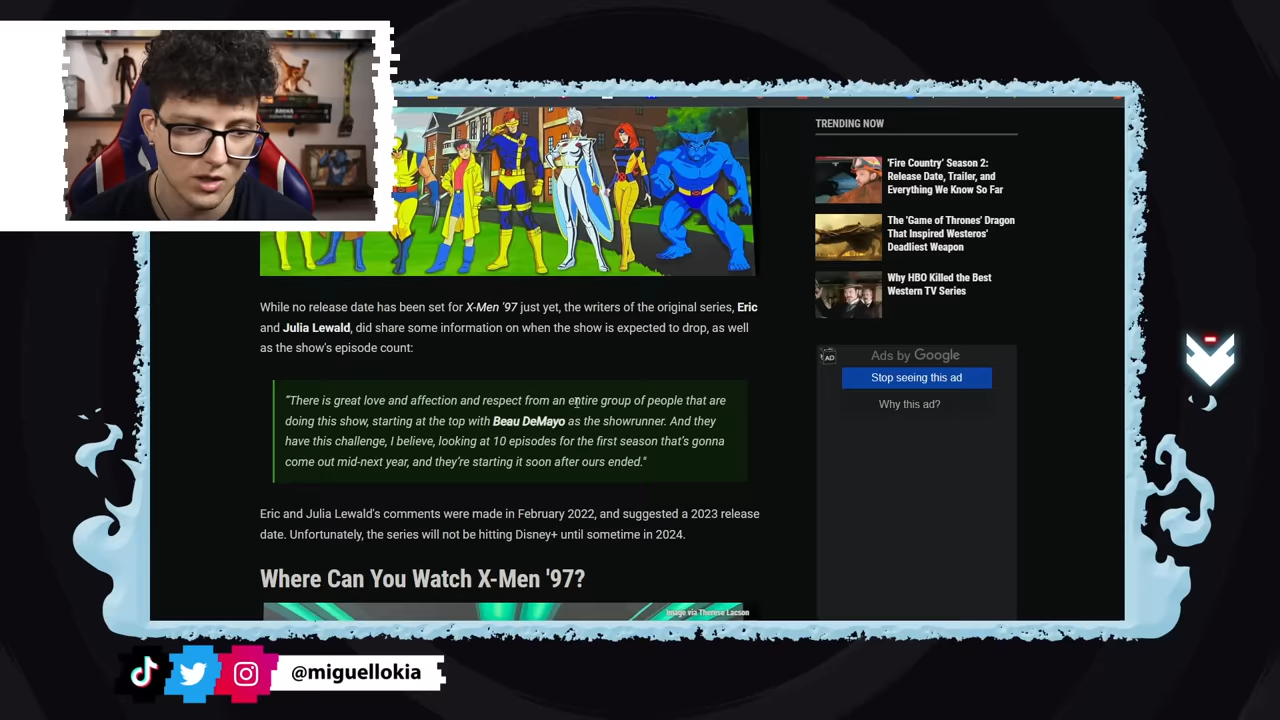 While no release date has been set for X-Men '97 just yet, the writers of the original series, Eric
and Julia Lewald, did share some information on when the show is expected to drop, as well
as the show's episode count:
"There is great love and affection and respect from an entire group of people that are
doing this show, starting at the top with Beau DeMayo as the showrunner. And they
have this challenge, I believe, looking at 10 episodes for the first season that's gonna
come out mid-next year, and they're starting it soon after ours ended."
Eric and Julia Lewald's comments were made in February 2022, and suggested a 2023 release
date. Unfortunately, the series will not be hitting Disney+ until sometime in 2024.
Where Can You Watch X-Men '97?
Image via Therese Lacson
TRENDING NOW
'Fire Country' Season 2:
Release Date, Trailer, and
Everything We Know So Far
The 'Game of Thrones' Dragon
That Inspired Westeros'
Deadliest Weapon
Why HBO Killed the Best
Western TV Series
AD
Ads by Google
Stop seeing this ad
Why this ad?
@miguellokia